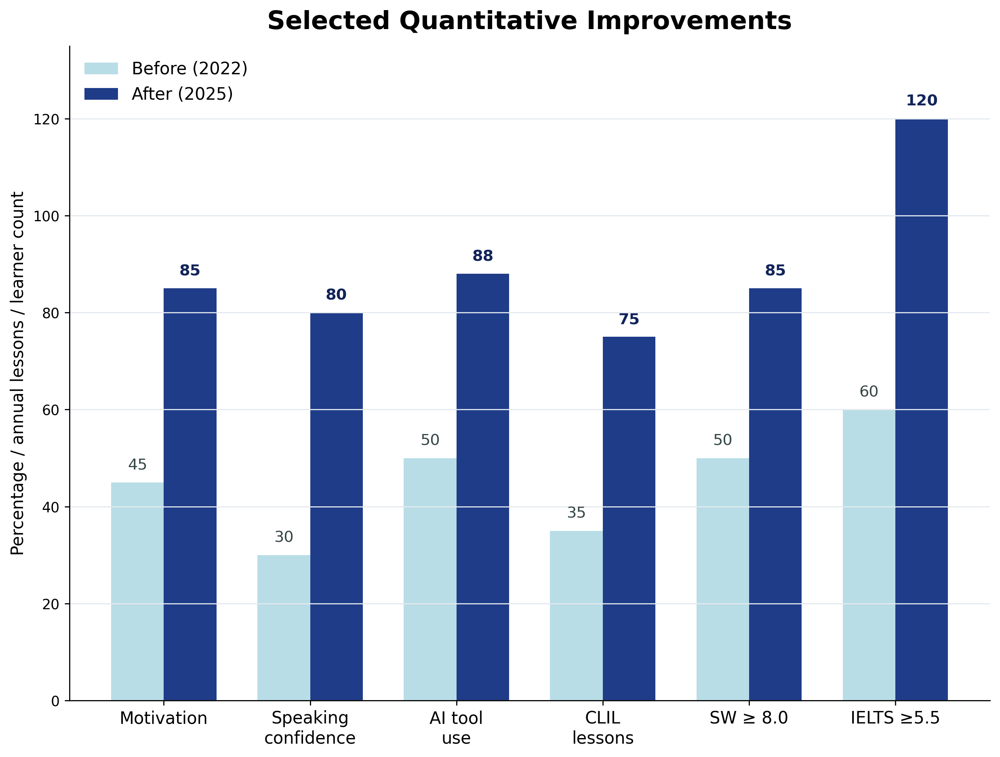 Selected Quantitative Improvements
Before (2022)
After (2025)
Percentage / annual lessons / learner count
120
100
80
60
40
20
0
45
85
30
80
50
88
35
75
50
85
60
120
Motivation
Speaking
confidence
AI tool
use
CLIL
lessons
SW ≥ 8.0
IELTS ≥5.5